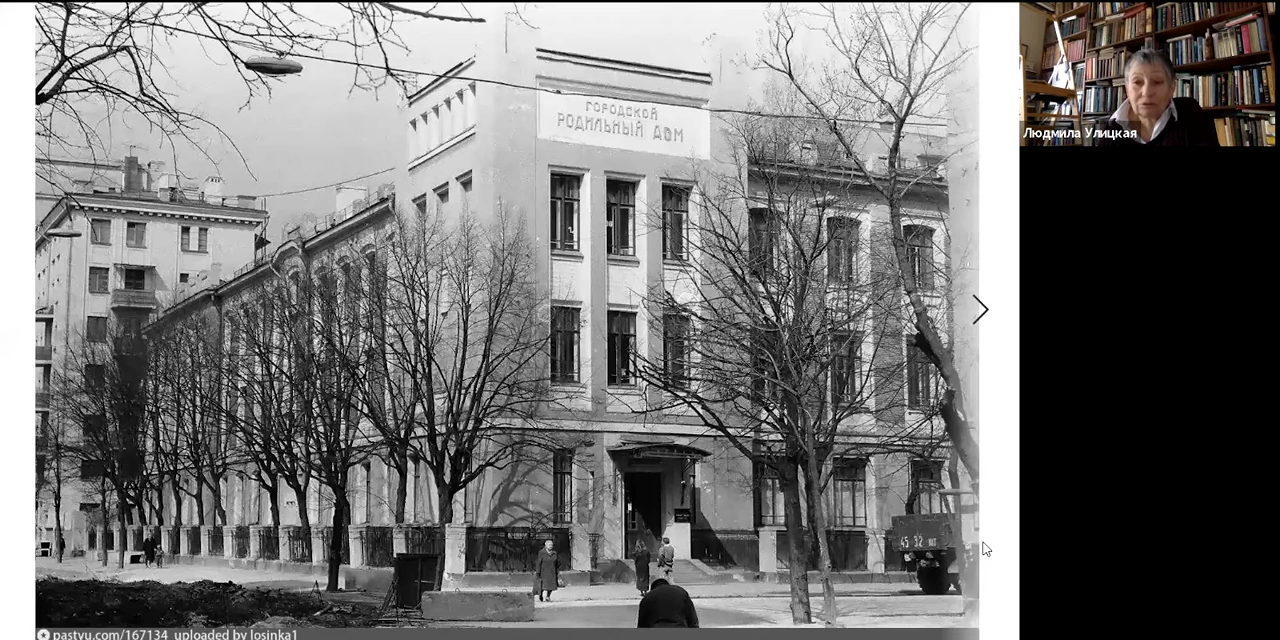 ГОРОДСКОЙ
РОДИЛЬНЫЙ ДОМ
Людмила Улицкая
45 32
pastvu.com/167134 uploaded by losinka1